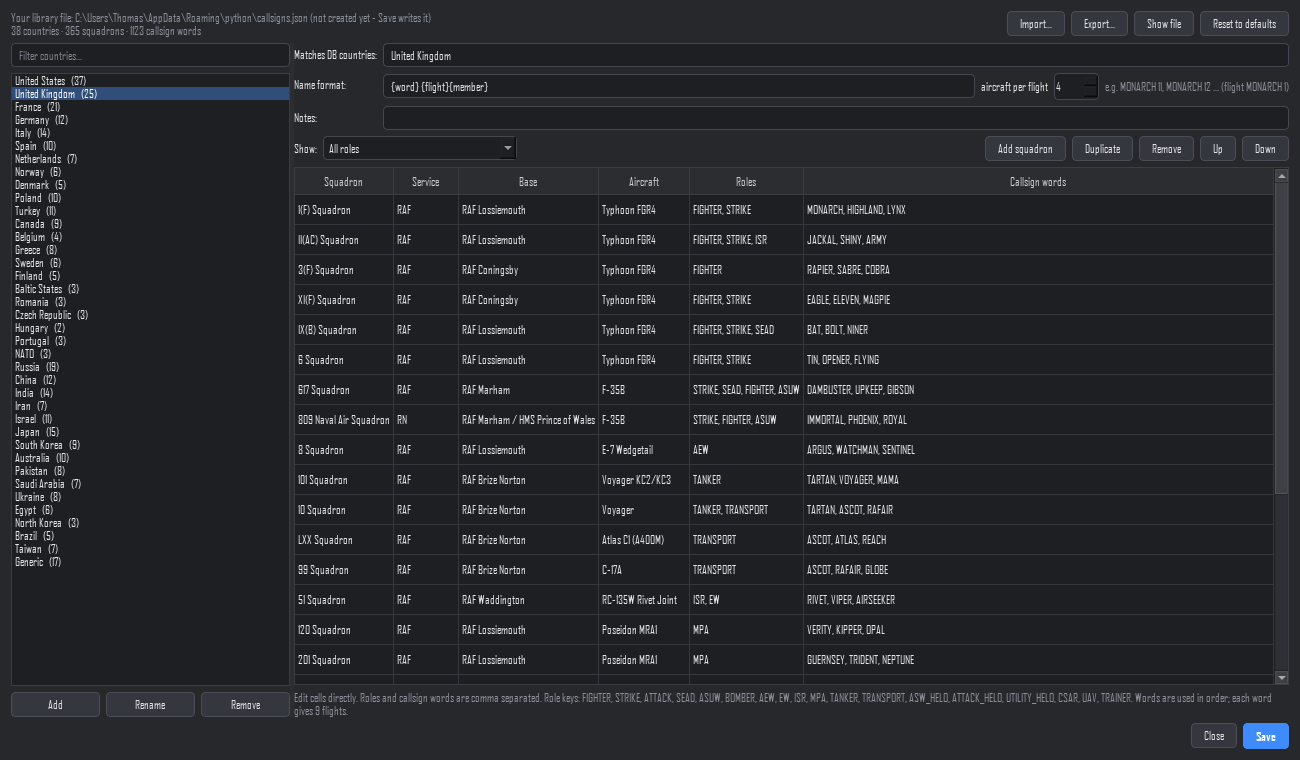 Your library file: C:\Users\Thomas\AppData\Roaming\python\callsigns.json (not created yet - Save writes it)
38 countries · 365 squadrons · 1123 callsign words
Import... Export... Show file Reset to defaults
Filter countries...
United States (37)
United Kingdom (25)
France (21)
Germany (12)
Italy (14)
Spain (10)
Netherlands (7)
Norway (6)
Denmark (5)
Poland (10)
Turkey (11)
Canada (9)
Belgium (4)
Greece (8)
Sweden (6)
Finland (5)
Baltic States (3)
Romania (3)
Czech Republic (3)
Hungary (2)
Portugal (3)
NATO (3)
Russia (19)
China (12)
India (14)
Iran (7)
Israel (11)
Japan (15)
South Korea (9)
Australia (10)
Pakistan (8)
Saudi Arabia (7)
Ukraine (8)
Egypt (6)
North Korea (3)
Brazil (5)
Taiwan (7)
Generic (17)
Add Rename Remove
Matches DB countries: United Kingdom
Name format: {word} {flight}{member} aircraft per flight 4 e.g. MONARCH 11, MONARCH 12 ... (flight MONARCH 1)
Notes:
Show: All roles Add squadron Duplicate Remove Up Down
Squadron Service Base Aircraft Roles Callsign words
1(F) Squadron RAF RAF Lossiemouth Typhoon FGR4 FIGHTER, STRIKE MONARCH, HIGHLAND, LYNX
II(AC) Squadron RAF RAF Lossiemouth Typhoon FGR4 FIGHTER, STRIKE, ISR JACKAL, SHINY, ARMY
3(F) Squadron RAF RAF Coningsby Typhoon FGR4 FIGHTER RAPIER, SABRE, COBRA
XI(F) Squadron RAF RAF Coningsby Typhoon FGR4 FIGHTER, STRIKE EAGLE, ELEVEN, MAGPIE
IX(B) Squadron RAF RAF Lossiemouth Typhoon FGR4 FIGHTER, STRIKE, SEAD BAT, BOLT, NINER
6 Squadron RAF RAF Lossiemouth Typhoon FGR4 FIGHTER, STRIKE TIN, OPENER, FLYING
617 Squadron RAF RAF Marham F-35B STRIKE, SEAD, FIGHTER, ASUW DAMBUSTER, UPKEEP, GIBSON
809 Naval Air Squadron RN RAF Marham / HMS Prince of Wales F-35B STRIKE, FIGHTER, ASUW IMMORTAL, PHOENIX, ROYAL
8 Squadron RAF RAF Lossiemouth E-7 Wedgetail AEW ARGUS, WATCHMAN, SENTINEL
101 Squadron RAF RAF Brize Norton Voyager KC2/KC3 TANKER TARTAN, VOYAGER, MAMA
10 Squadron RAF RAF Brize Norton Voyager TANKER, TRANSPORT TARTAN, ASCOT, RAFAIR
LXX Squadron RAF RAF Brize Norton Atlas C1 (A400M) TRANSPORT ASCOT, ATLAS, REACH
99 Squadron RAF RAF Brize Norton C-17A TRANSPORT ASCOT, RAFAIR, GLOBE
51 Squadron RAF RAF Waddington RC-135W Rivet Joint ISR, EW RIVET, VIPER, AIRSEEKER
120 Squadron RAF RAF Lossiemouth Poseidon MRA1 MPA VERITY, KIPPER, OPAL
201 Squadron RAF RAF Lossiemouth Poseidon MRA1 MPA GUERNSEY, TRIDENT, NEPTUNE
Edit cells directly. Roles and callsign words are comma separated. Role keys: FIGHTER, STRIKE, ATTACK, SEAD, ASUW, BOMBER, AEW, EW, ISR, MPA, TANKER, TRANSPORT, ASW_HELO, ATTACK_HELO, UTILITY_HELO, CSAR, UAV, TRAINER. Words are used in order; each word
gives 9 flights.
Close Save